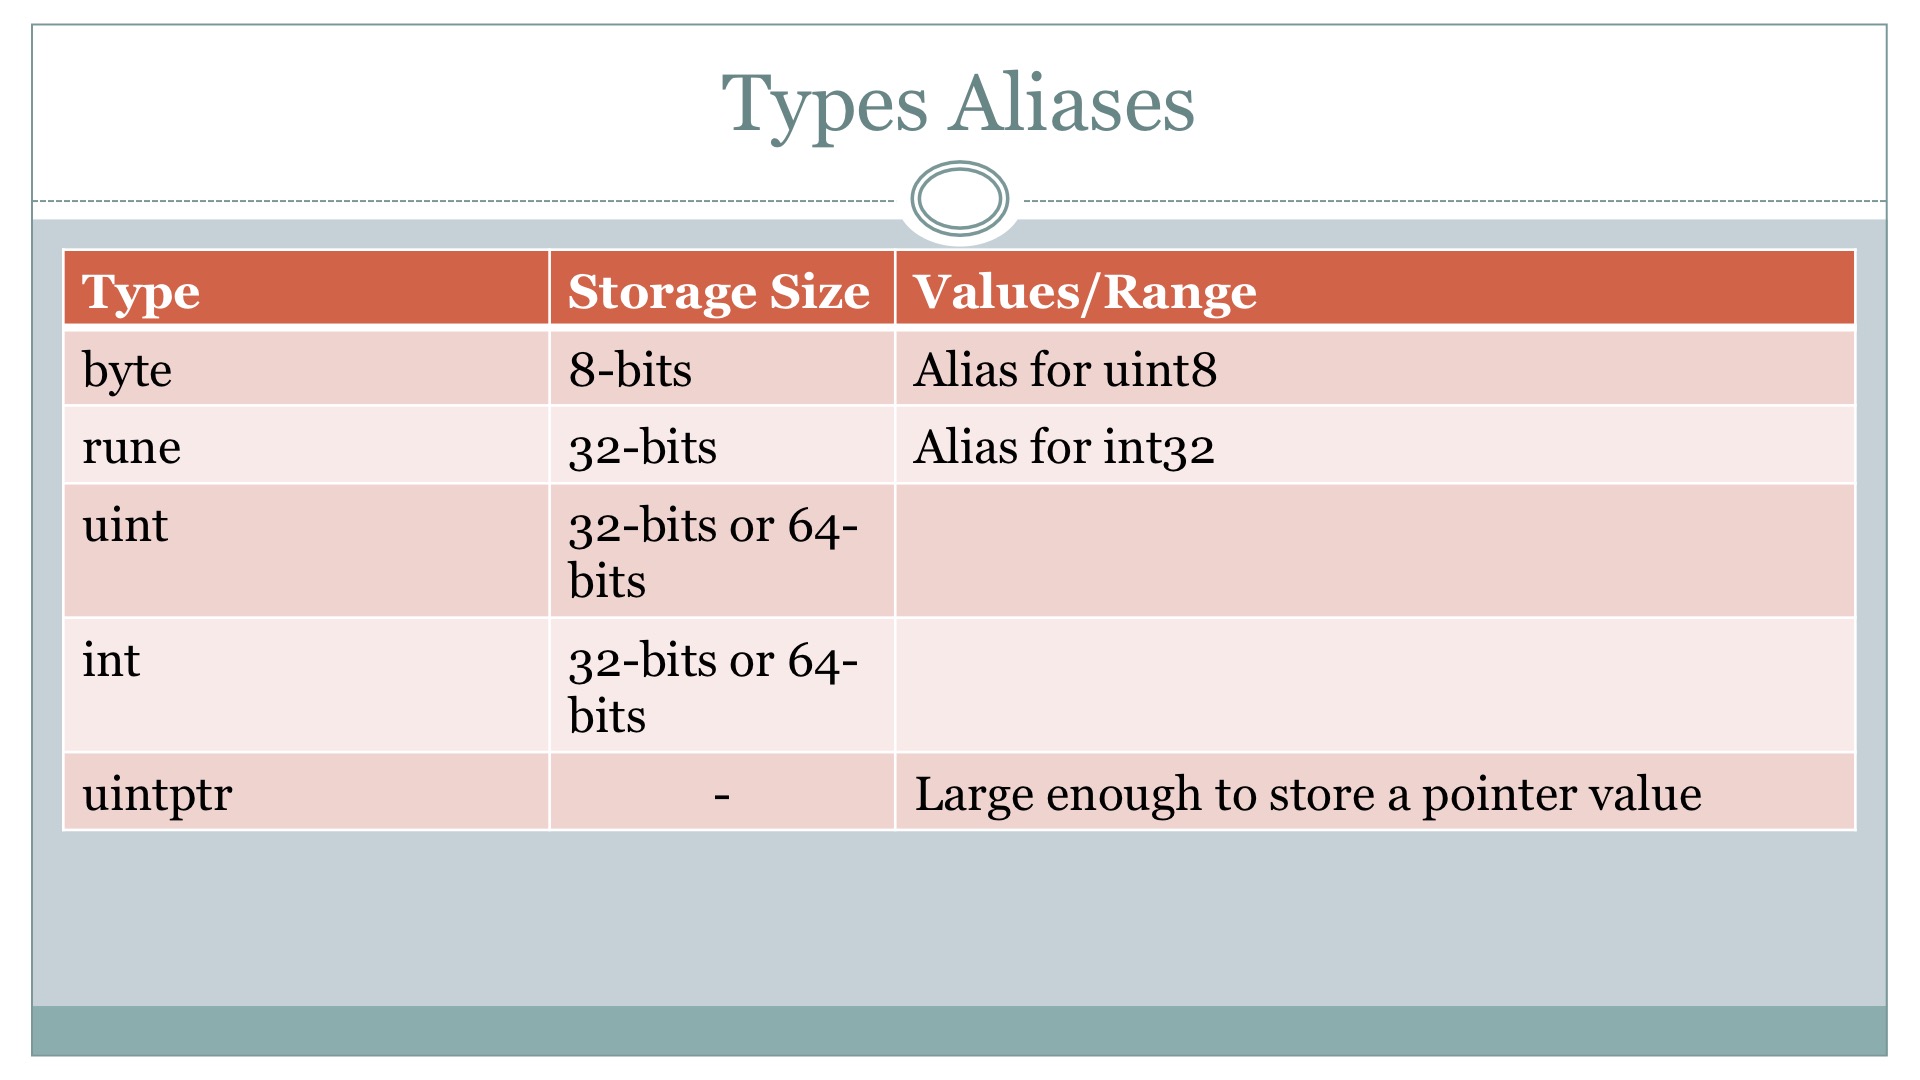 Types Aliases
Type Storage Size Values/Range
byte 8-bits Alias for uint8
rune 32-bits Alias for int32
uint 32-bits or 64-
bits
int 32-bits or 64-
bits
uintptr - Large enough to store a pointer value